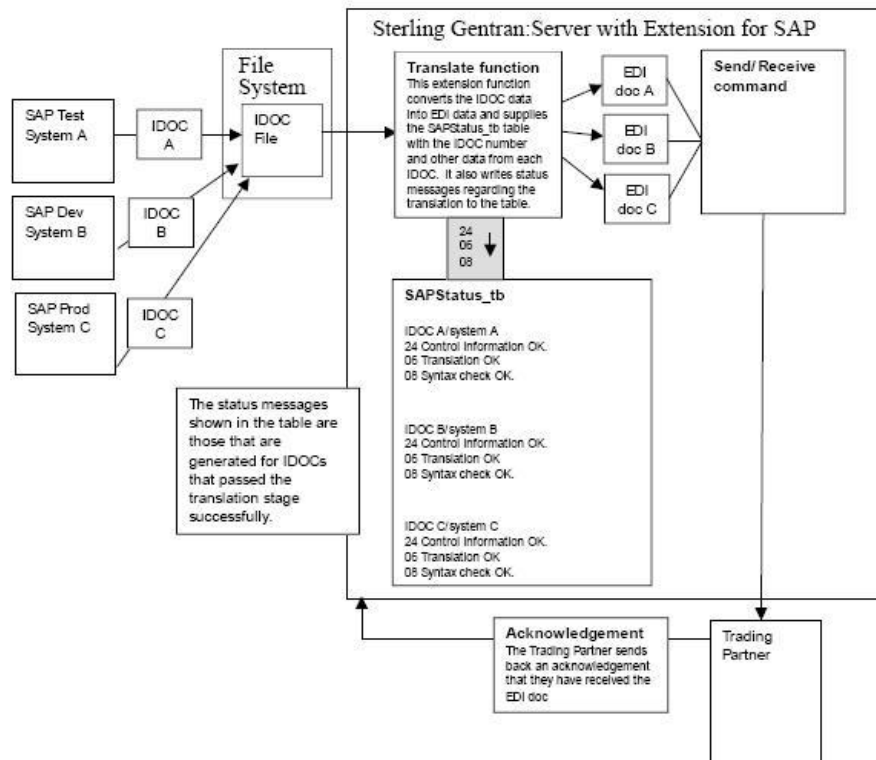 Sterling Gentran:Server with Extension for SAP
File
System
SAP Test
System A
IDOC
A
IDOC
File
SAP Dev
System B
IDOC
B
SAP Prod
System C
IDOC
C
Translate function
This extension function
converts the IDOC data
into EDI data and supplies
the SAPStatus_tb table
with the IDOC number
and other data from each
IDOC. It also writes status
messages regarding the
translation to the table.
EDI
doc A
EDI
doc B
EDI
doc C
Send/Receive
command
24
06
08
SAPStatus_tb
IDOC A/system A
24 Control Information OK.
06 Translation OK
08 Syntax check OK.
IDOC B/system B
24 Control Information OK.
06 Translation OK
08 Syntax check OK.
IDOC C/system C
24 Control Information OK.
06 Translation OK
08 Syntax check OK.
The status messages
shown in the table are
those that are
generated for IDOCs
that passed the
translation stage
successfully.
Acknowledgement
The Trading Partner sends
back an acknowledgement
that they have received the
EDI doc
Trading
Partner